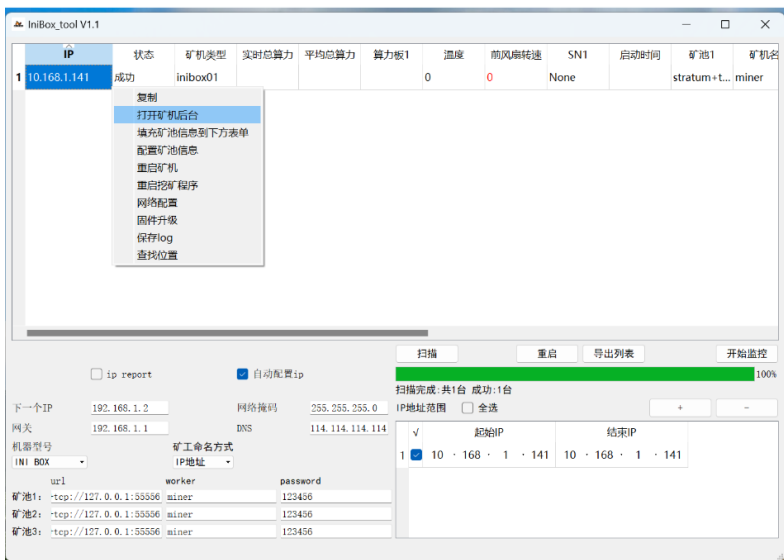 IniBox_tool V1.1
IP 状态 矿机类型 实时总算力 平均总算力 算力板1 温度 前风扇转速 SN1 启动时间 矿池1 矿机名
1 10.168.1.141 成功 inibox01 0 0 None stratum+t... miner
复制
打开矿机后台
填充矿池信息到下方表单
配置矿池信息
重启矿机
重启挖矿程序
网络配置
固件升级
保存log
查找位置
扫描 重启 导出列表 开始监控
ip report 自动配置ip 100%
扫描完成:共1台 成功:1台
下一个IP 192.168.1.2 网络掩码 255.255.255.0 IP地址范围 全选 + -
网关 192.168.1.1 DNS 114.114.114.114
√ 起始IP 结束IP
机器型号 矿工命名方式
1 10 . 168 . 1 . 141 10 . 168 . 1 . 141
INI BOX IP地址
url worker password
矿池1: tcp://127.0.0.1:55556 miner 123456
矿池2: tcp://127.0.0.1:55556 miner 123456
矿池3: tcp://127.0.0.1:55556 miner 123456